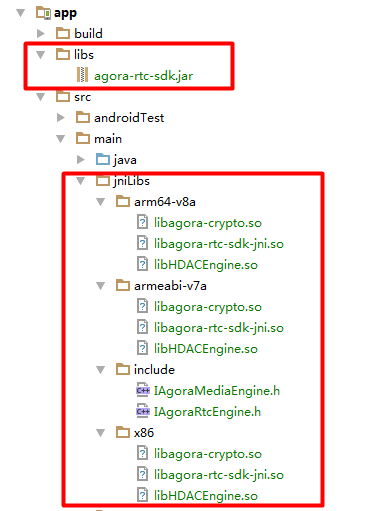 app
build
libs
agora-rtc-sdk.jar
src
androidTest
main
java
jniLibs
arm64-v8a
libagora-crypto.so
libagora-rtc-sdk-jni.so
libHDACEngine.so
armeabi-v7a
libagora-crypto.so
libagora-rtc-sdk-jni.so
libHDACEngine.so
include
IAgoraMediaEngine.h
IAgoraRtcEngine.h
x86
libagora-crypto.so
libagora-rtc-sdk-jni.so
libHDACEngine.so